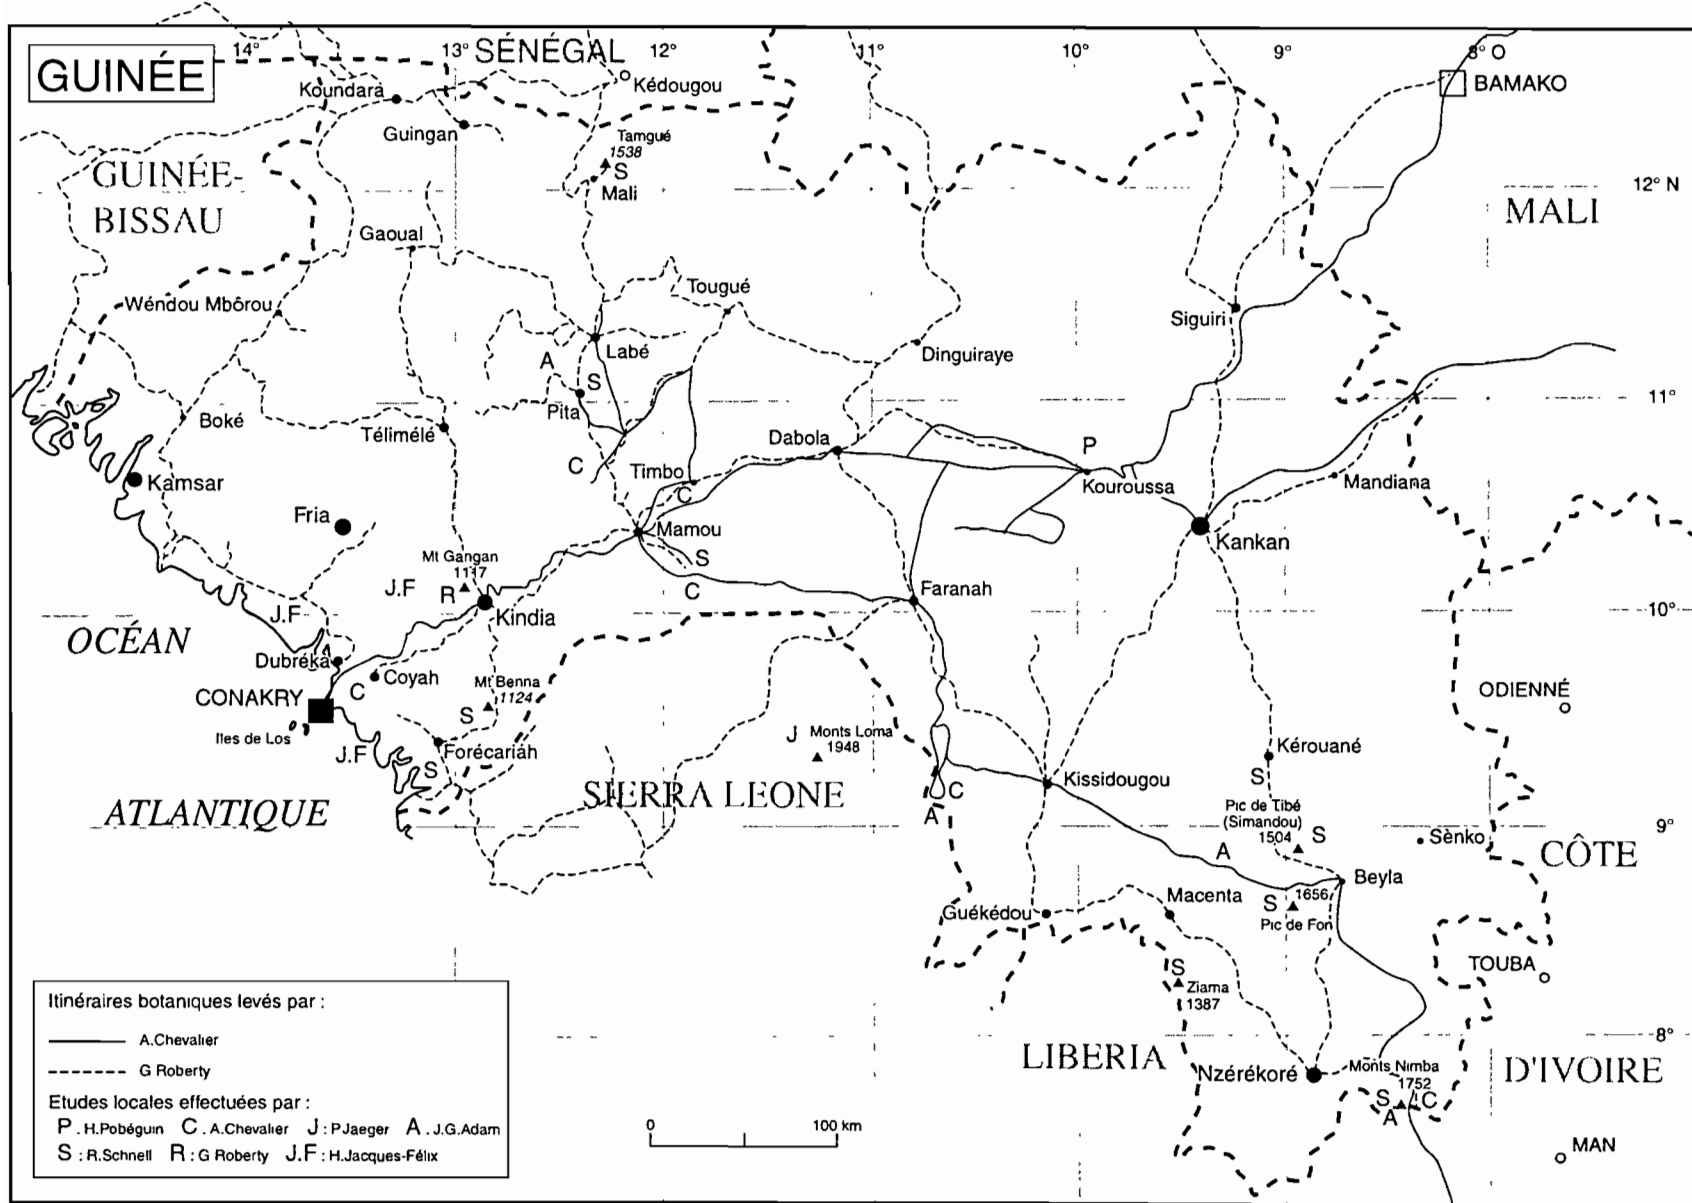 GUINÉE
14°
13°
SÉNÉGAL
12°
11°
10°
9°
8° O
Koundara
Kédougou
BAMAKO
Guingan
Tamgué
1538
S
Mali
GUINÉE-
BISSAU
12° N
MALI
Gaoual
Tougué
Wéndou Mbôrou
Siguiri
Labé
Dinguiraye
A
S
Pita
11°
Boké
Télimélé
Dabola
P
C
Timbo
C
Kamsar
Kouroussa
Mandiana
Fria
Mamou
Kankan
Mt Gangan
1117
S
J.F
R
C
Faranah
Kindia
J.F
10°
OCÉAN
Dubréka
Coyah
C
CONAKRY
Mt Benna
1124
S
ODIENNÉ
Iles de Los
J
Monts Loma
1948
J.F
Forécariah
S
Kérouané
S
Kissidougou
SIERRA LEONE
C
A
ATLANTIQUE
Pic de Tibé
(Simandou)
1504
S
9°
Sènko
CÔTE
A
Beyla
Macenta
1656
S
Guékédou
Pic de Fon
TOUBA
S
Ziama
1387
8°
LIBERIA
Nzérékoré
Monts Nimba
1752
D'IVOIRE
S
C
A
MAN
Itinéraires botaniques levés par :
A.Chevalier
G Roberty
Etudes locales effectuées par :
P . H.Pobéguin C . A.Chevalier J : P.Jaeger A . J.G.Adam
S : R.Schnell R : G Roberty J.F : H.Jacques-Félix
0
100 km